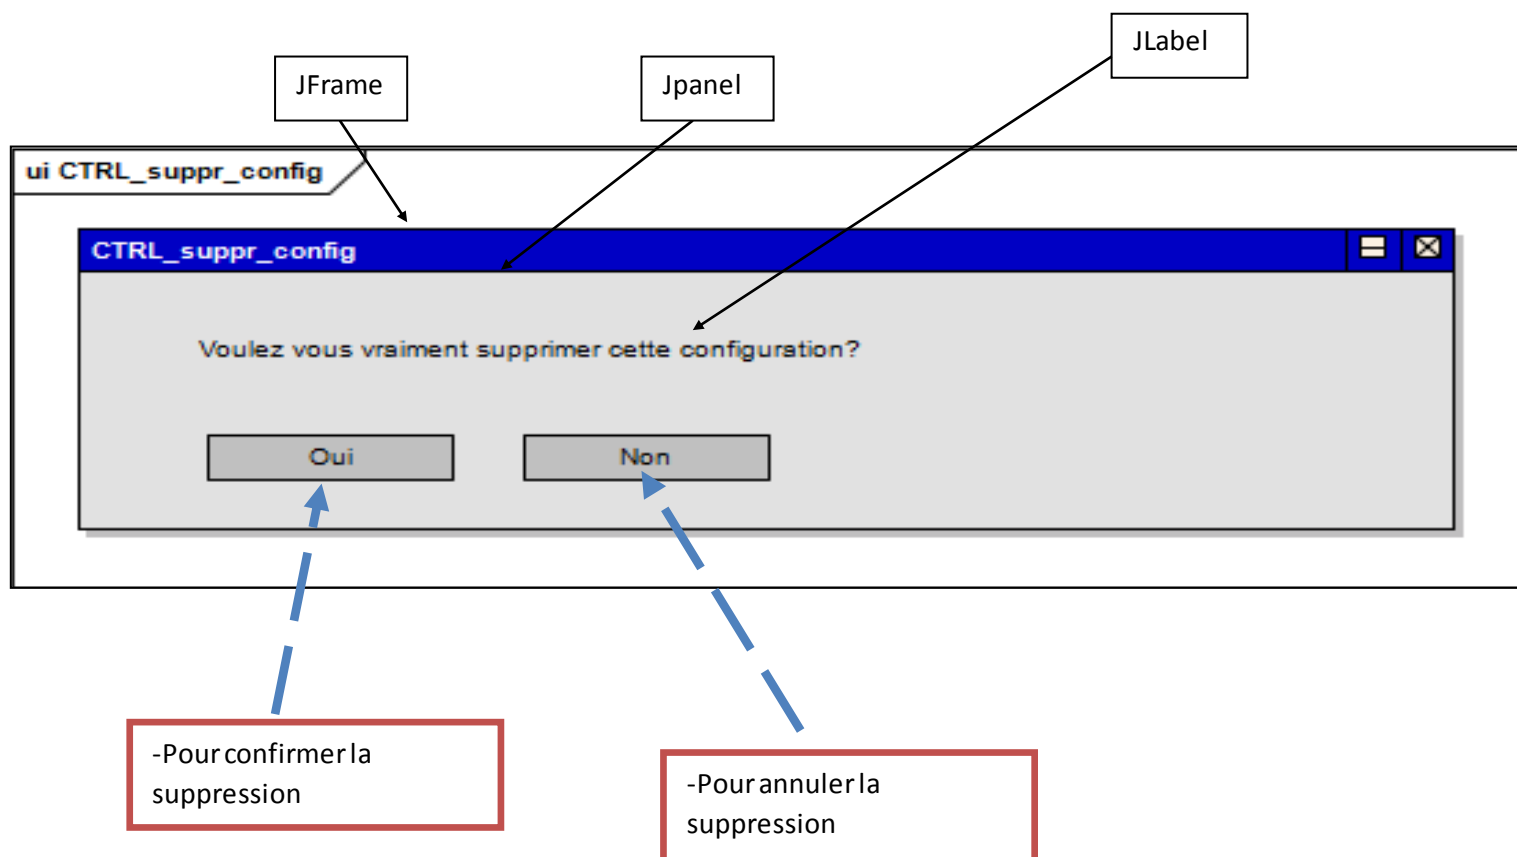 JLabel
JFrame
Jpanel
ui CTRL_suppr_config
CTRL_suppr_config
Voulez vous vraiment supprimer cette configuration?
Oui
Non
-Pour confirmer la
suppression
-Pour annuler la
suppression